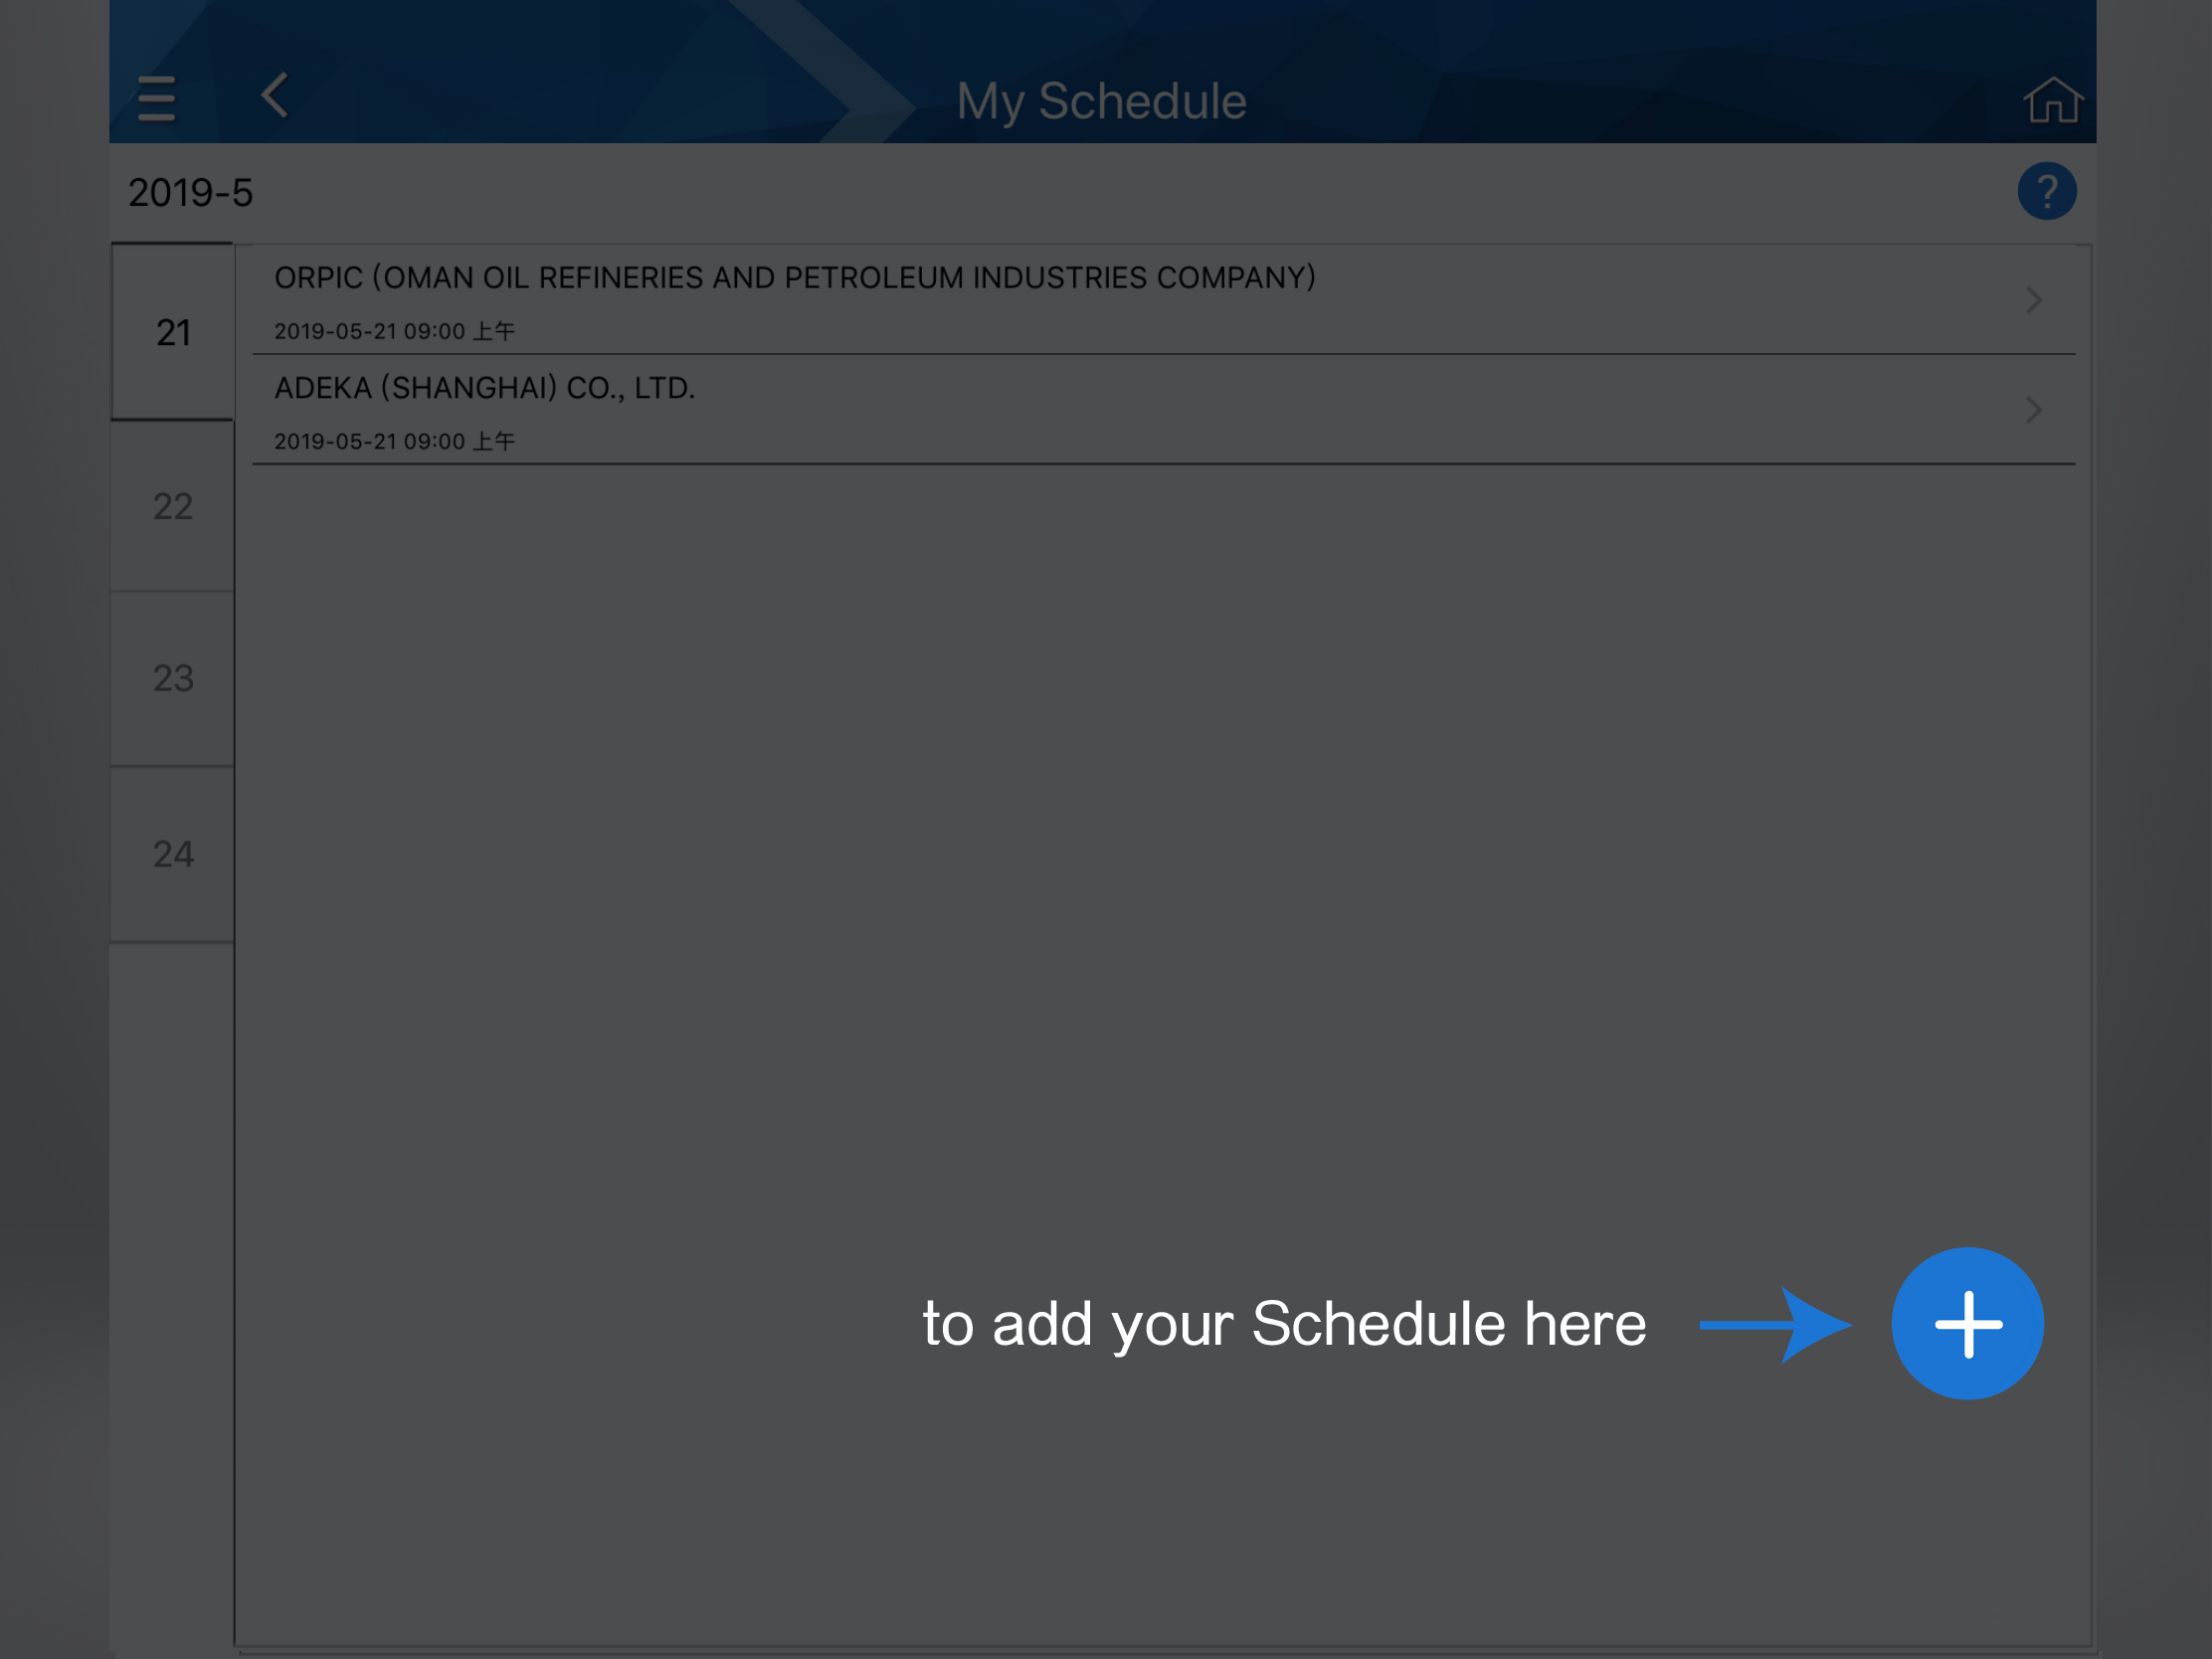 My Schedule
2019-5
?
21
ORPIC (OMAN OIL REFINERIES AND PETROLEUM INDUSTRIES COMPANY)
2019-05-21 09:00 上午
ADEKA (SHANGHAI) CO., LTD.
2019-05-21 09:00 上午
22
23
24
to add your Schedule here